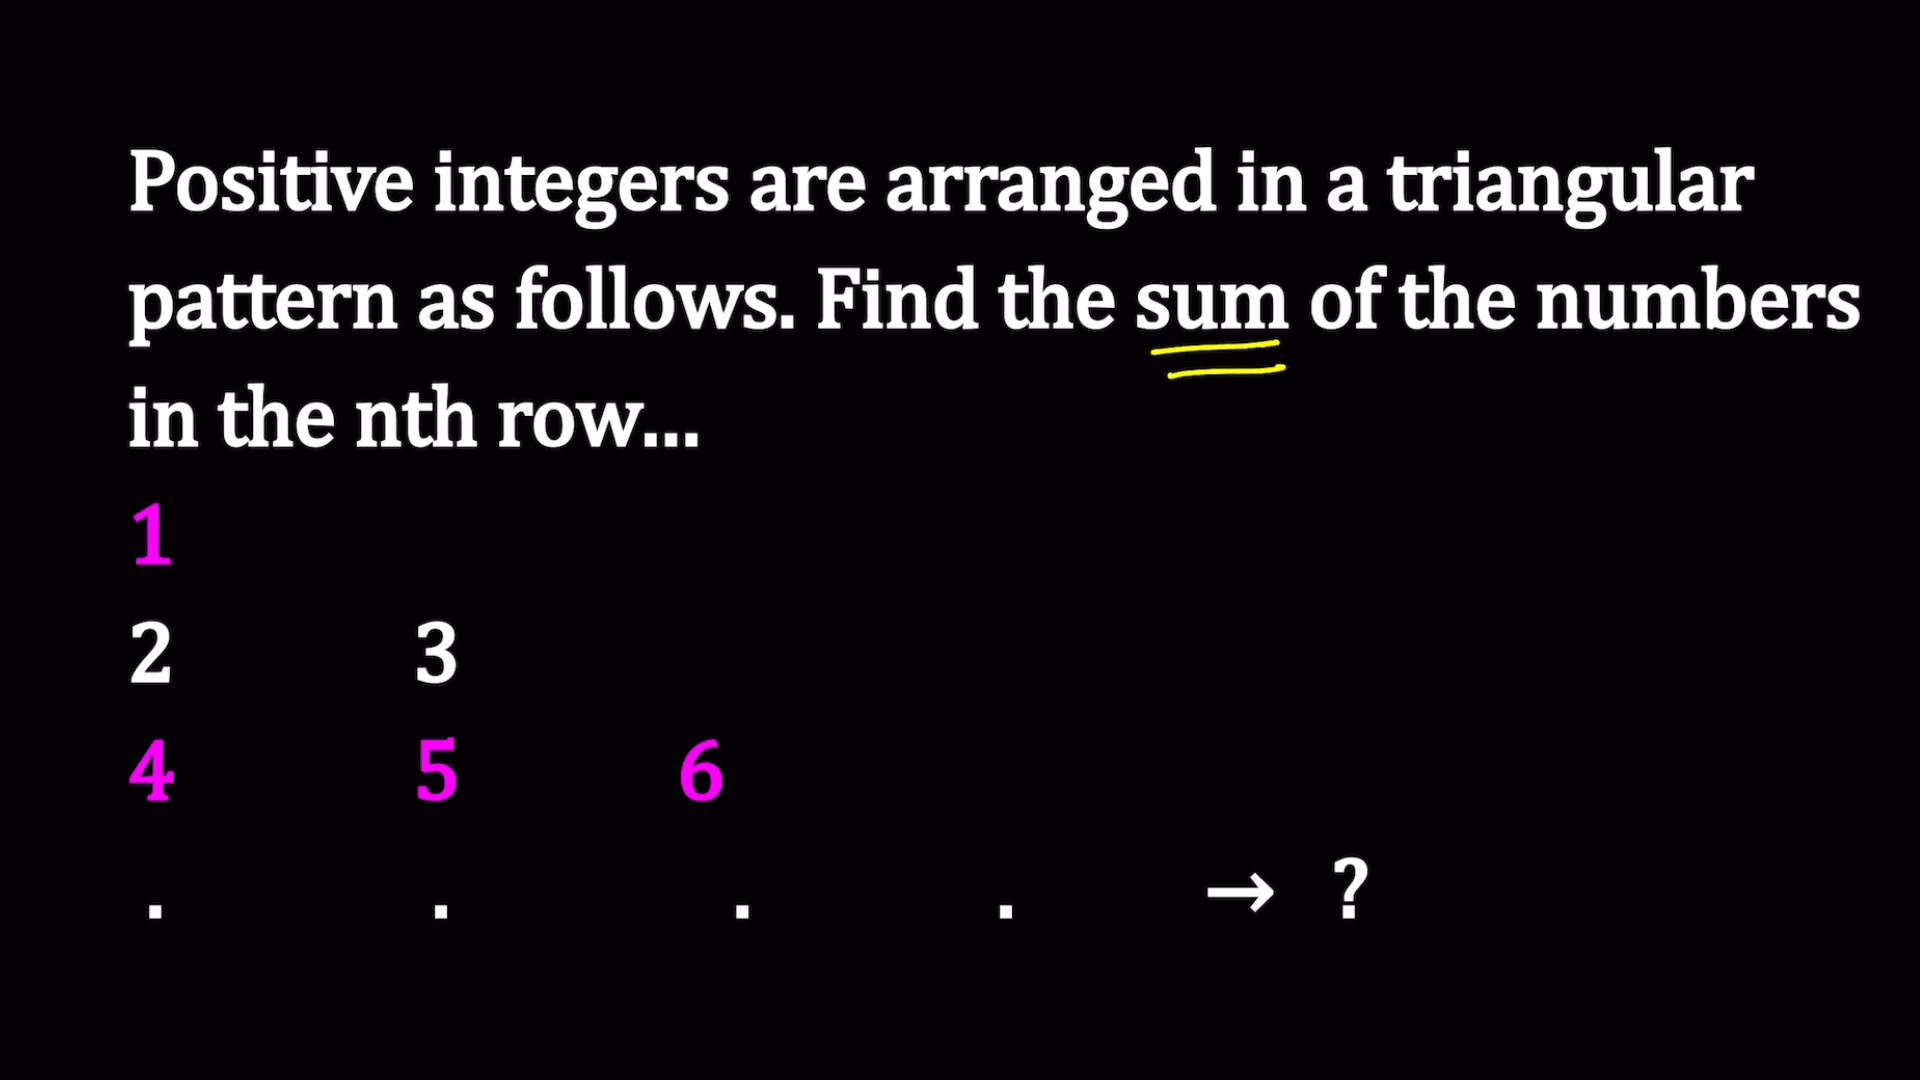 Positive integers are arranged in a triangular
pattern as follows. Find the sum of the numbers
in the nth row...
1
2 3
4 5 6
. . . . → ?